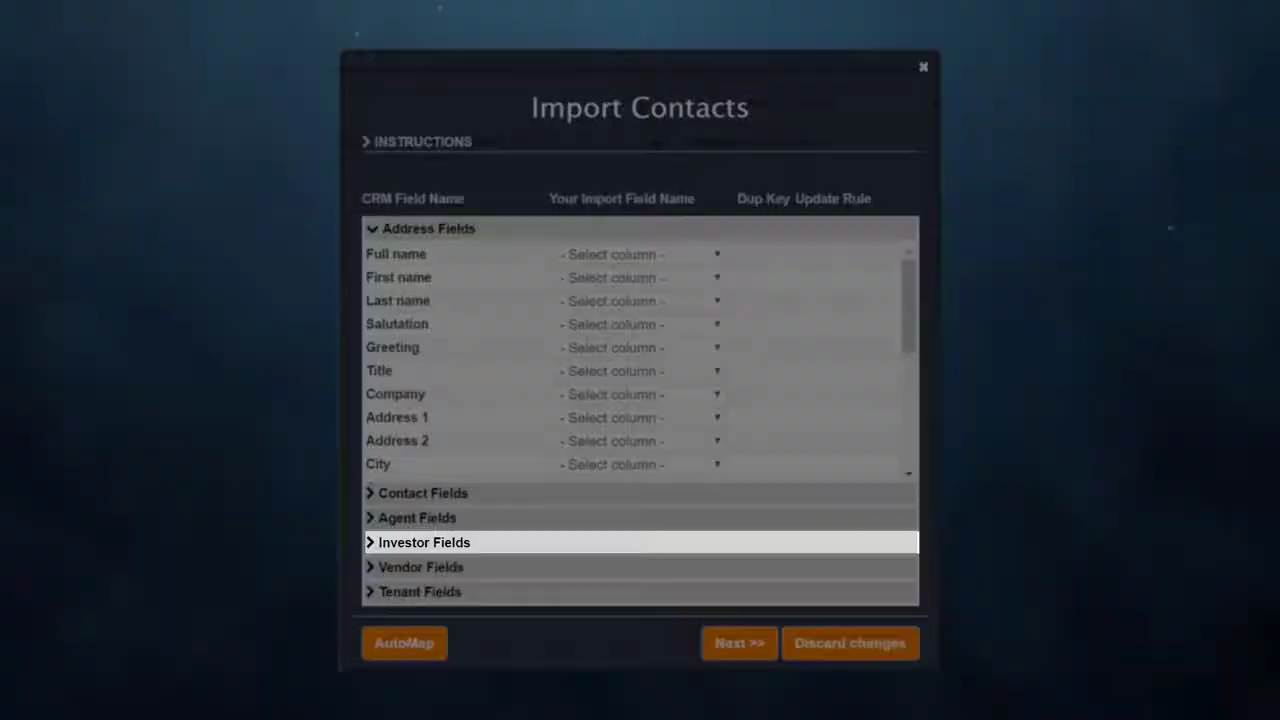 Import Contacts
INSTRUCTIONS
CRM Field Name Your Import Field Name Dup Key Update Rule
Address Fields
Full name - Select column -
First name - Select column -
Last name - Select column -
Salutation - Select column -
Greeting - Select column -
Title - Select column -
Company - Select column -
Address 1 - Select column -
Address 2 - Select column -
City - Select column -
Contact Fields
Agent Fields
Investor Fields
Vendor Fields
Tenant Fields
AutoMap Next >> Discard changes